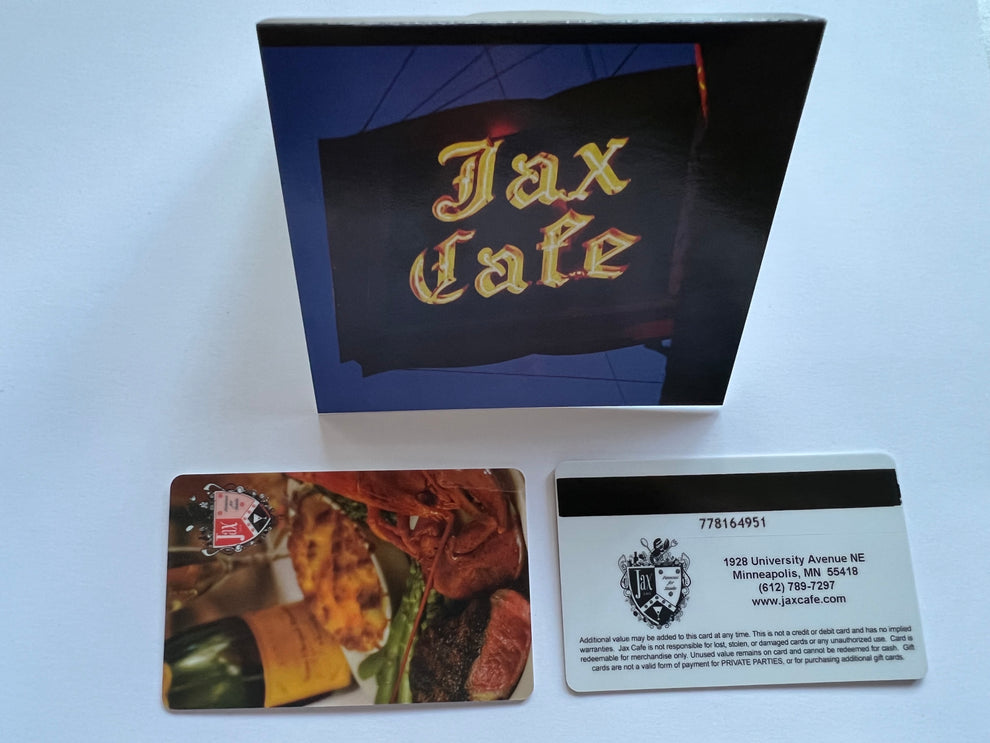 Jax
Cafe
Jax
778164951
1928 University Avenue NE
Minneapolis, MN 55418
(612) 789-7297
www.jaxcafe.com
Jax
Additional value may be added to this card at any time. This is not a credit or debit card and has no implied
warranties. Jax Cafe is not responsible for lost, stolen, or damaged cards or any unauthorized use. Card is
redeemable for merchandise only. Unused value remains on card and cannot be redeemed for cash. Gift
cards are not a valid form of payment for PRIVATE PARTIES, or for purchasing additional gift cards.